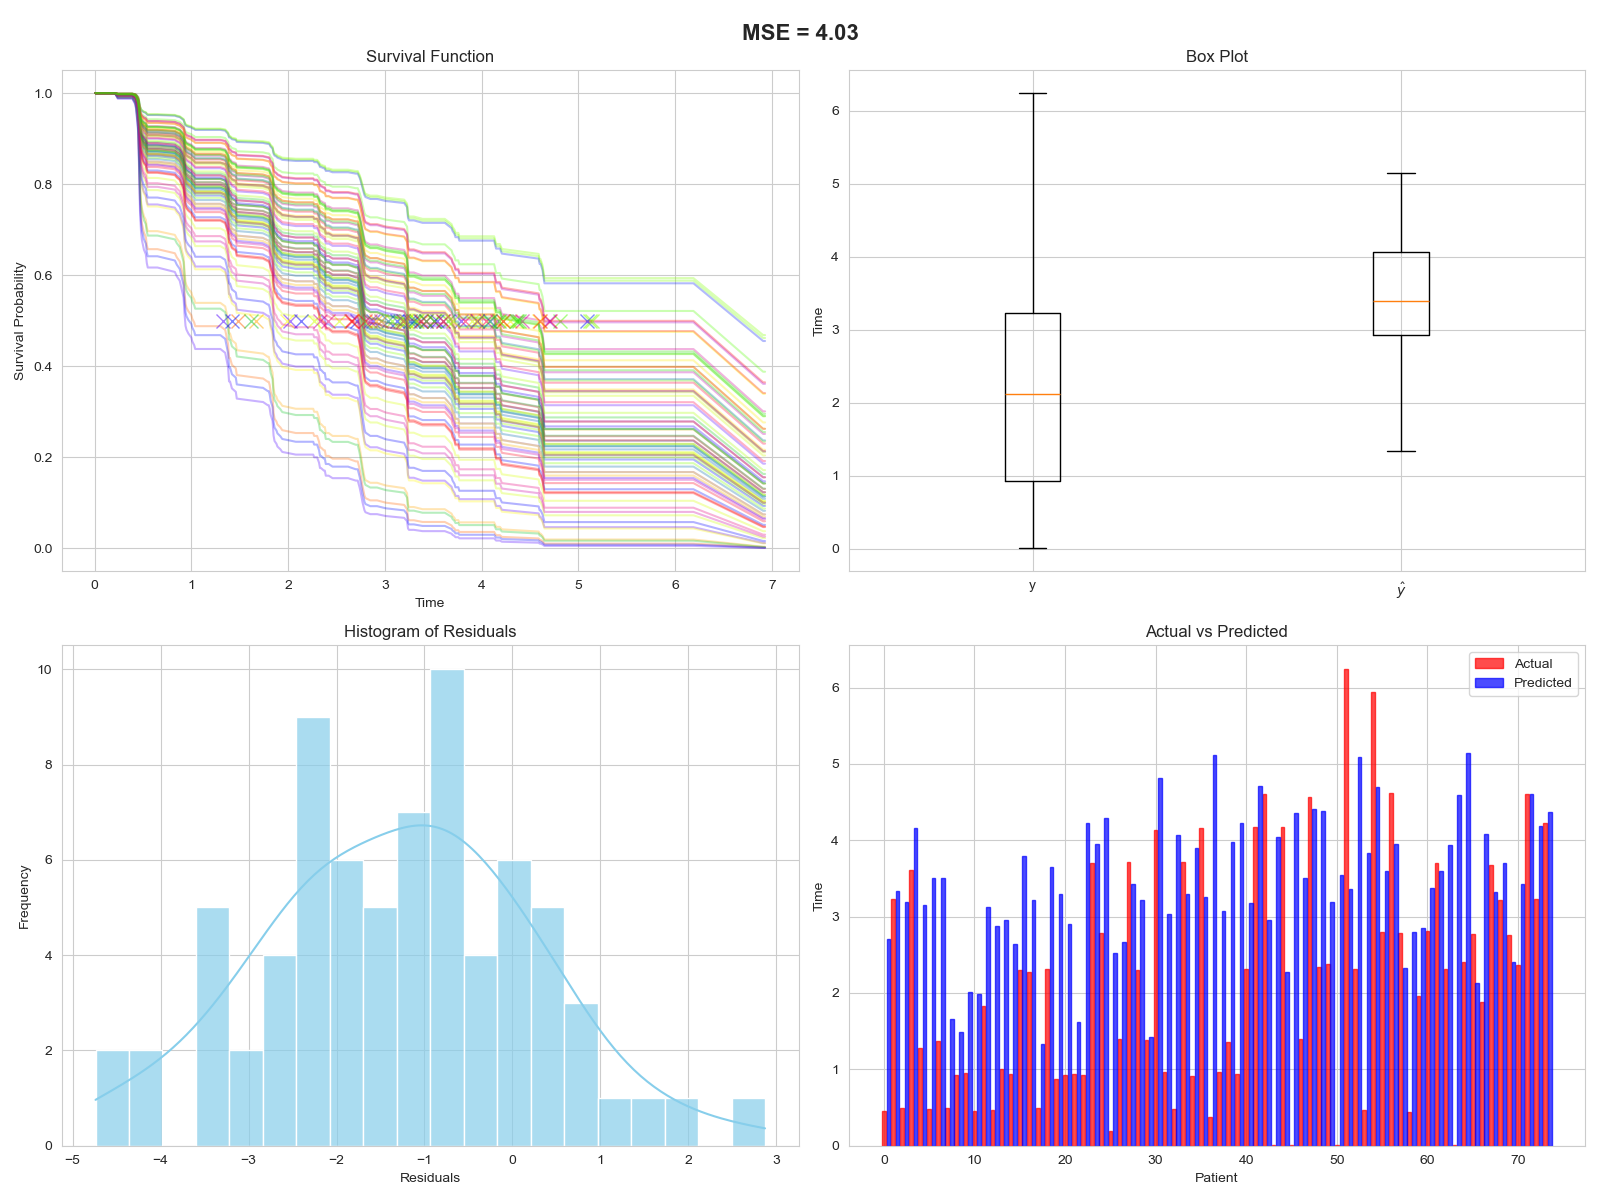 MSE = 4.03
Survival Function
Survival Probability
1.0
0.8
0.6
0.4
0.2
0.0
0 1 2 3 4 5 6 7
Time
Box Plot
Time
6
5
4
3
2
1
0
y ŷ
Histogram of Residuals
Frequency
10
8
6
4
2
0
−5 −4 −3 −2 −1 0 1 2 3
Residuals
Actual vs Predicted
Actual
Predicted
Time
6
5
4
3
2
1
0
0 10 20 30 40 50 60 70
Patient